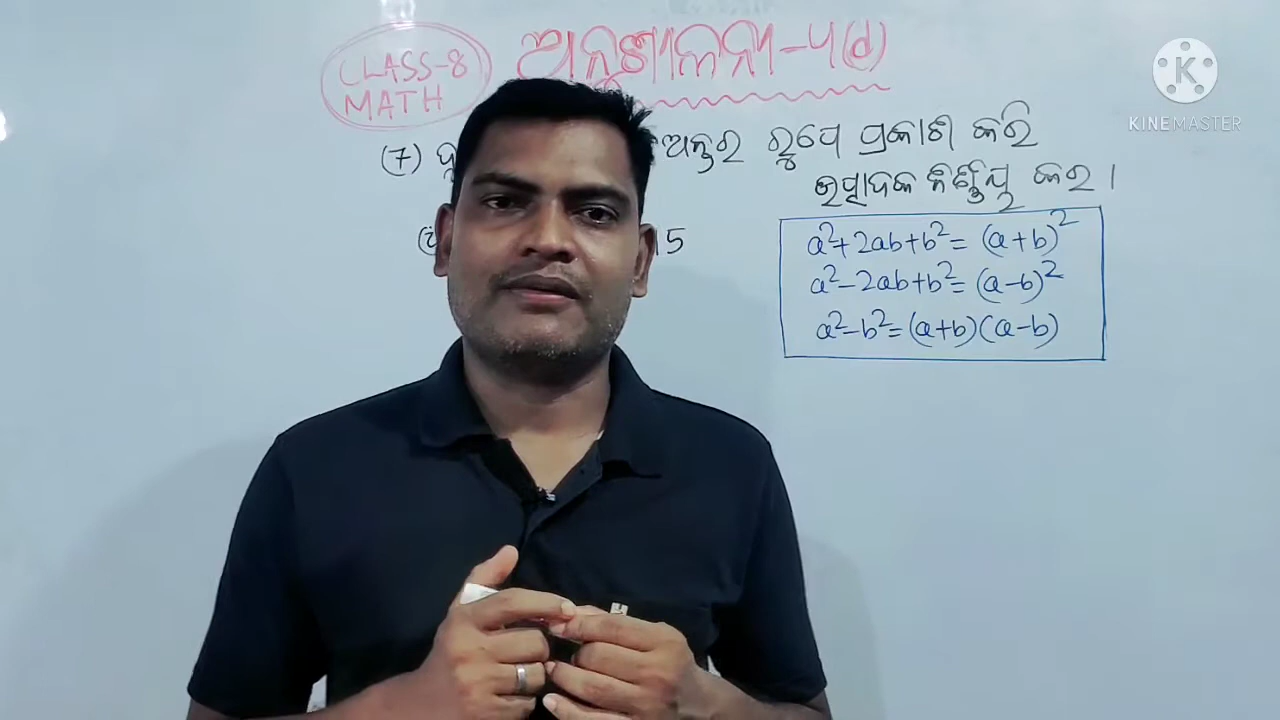 CLASS-8
MATH
ଅନୁଶୀଳନୀ-୫(d)
KINEMASTER
(7) ଅନ୍ତର ରୂପେ ପ୍ରକାଶ କରି
ଉତ୍ପାଦକ ନିର୍ଣ୍ଣୟ କର ।
5
a²+2ab+b²= (a+b)²
a²-2ab+b²= (a-b)²
a²-b²= (a+b)(a-b)